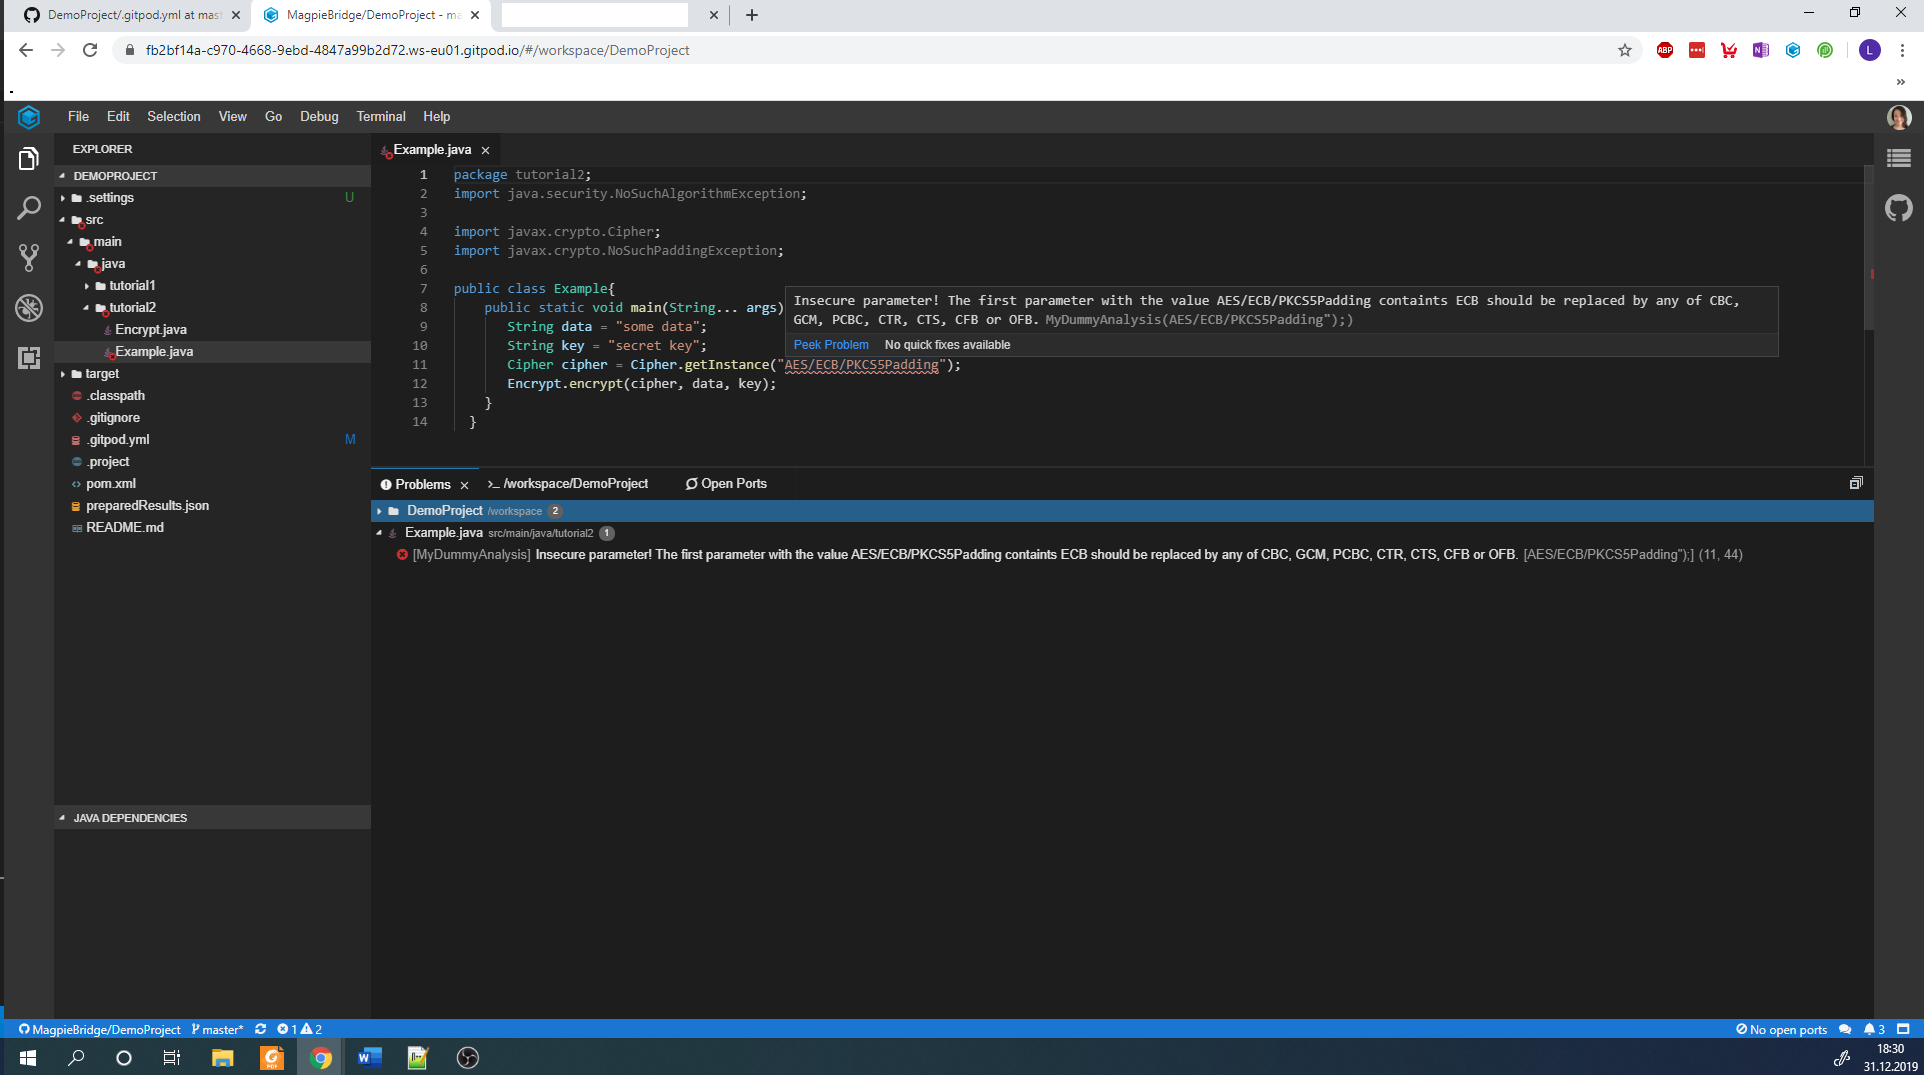 DemoProject/.gitpod.yml at mas
MagpieBridge/DemoProject - ma
fb2bf14a-c970-4668-9ebd-4847a99b2d72.ws-eu01.gitpod.io/#/workspace/DemoProject
ABP
N
L
»
File Edit Selection View Go Debug Terminal Help
EXPLORER
DEMOPROJECT
.settings U
src
main
java
tutorial1
tutorial2
Encrypt.java
Example.java
target
.classpath
.gitignore
.gitpod.yml M
.project
pom.xml
preparedResults.json
README.md
JAVA DEPENDENCIES
Example.java
1 package tutorial2;
2 import java.security.NoSuchAlgorithmException;
3
4 import javax.crypto.Cipher;
5 import javax.crypto.NoSuchPaddingException;
6
7 public class Example{
8 public static void main(String... args)
9 String data = "some data";
10 String key = "secret key";
11 Cipher cipher = Cipher.getInstance("AES/ECB/PKCS5Padding");
12 Encrypt.encrypt(cipher, data, key);
13 }
14 }
Insecure parameter! The first parameter with the value AES/ECB/PKCS5Padding containts ECB should be replaced by any of CBC,
GCM, PCBC, CTR, CTS, CFB or OFB. MyDummyAnalysis(AES/ECB/PKCS5Padding");)
Peek Problem No quick fixes available
Problems >_ /workspace/DemoProject Open Ports
DemoProject /workspace 2
Example.java src/main/java/tutorial2 1
[MyDummyAnalysis] Insecure parameter! The first parameter with the value AES/ECB/PKCS5Padding containts ECB should be replaced by any of CBC, GCM, PCBC, CTR, CTS, CFB or OFB. [AES/ECB/PKCS5Padding");] (11, 44)
MagpieBridge/DemoProject master* 1 2 No open ports 3
W
18:30
31.12.2019